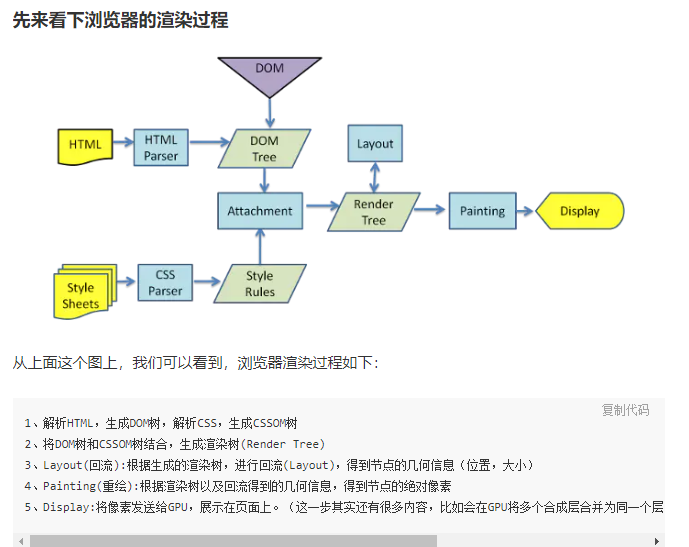 先来看下浏览器的渲染过程
DOM
HTML
HTML
Parser
DOM
Tree
Layout
Attachment
Render
Tree
Painting
Display
Style
Sheets
CSS
Parser
Style
Rules
从上面这个图上，我们可以看到，浏览器渲染过程如下：
复制代码
1、解析HTML，生成DOM树，解析CSS，生成CSSOM树
2、将DOM树和CSSOM树结合，生成渲染树(Render Tree)
3、Layout(回流):根据生成的渲染树，进行回流(Layout)，得到节点的几何信息（位置，大小）
4、Painting(重绘):根据渲染树以及回流得到的几何信息，得到节点的绝对像素
5、Display:将像素发送给GPU，展示在页面上。（这一步其实还有很多内容，比如会在GPU将多个合成层合并为同一个层